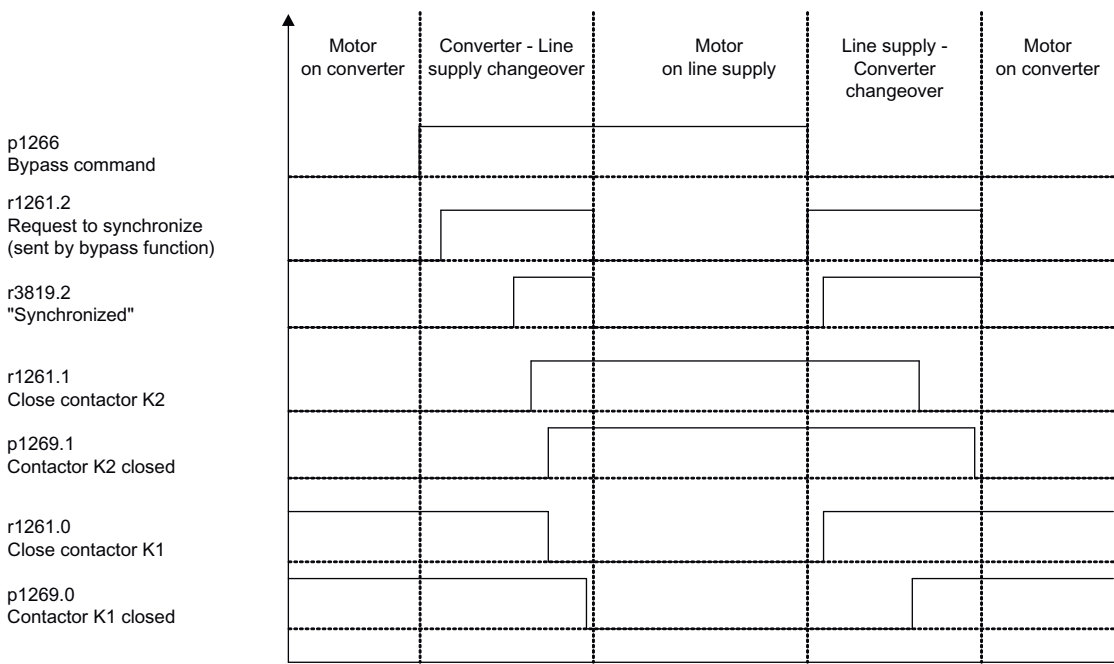 Motor
on converter
Converter - Line
supply changeover
Motor
on line supply
Line supply -
Converter
changeover
Motor
on converter
p1266
Bypass command
r1261.2
Request to synchronize
(sent by bypass function)
r3819.2
"Synchronized"
r1261.1
Close contactor K2
p1269.1
Contactor K2 closed
r1261.0
Close contactor K1
p1269.0
Contactor K1 closed